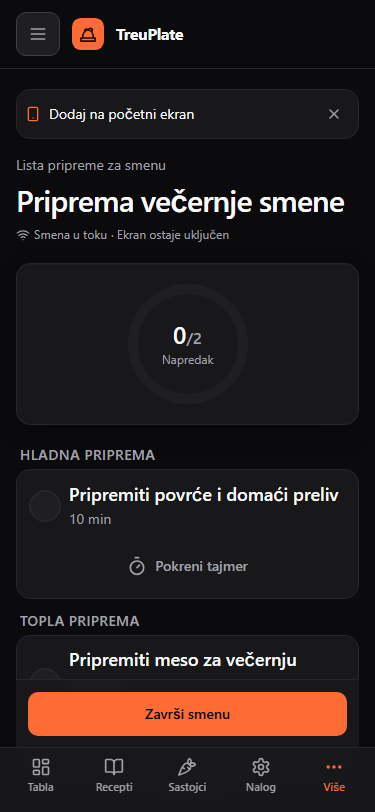 TreuPlate
Dodaj na početni ekran
Lista pripreme za smenu
Priprema večernje smene
Smena u toku · Ekran ostaje uključen
0/2
Napredak
HLADNA PRIPREMA
Pripremiti povrće i domaći preliv
10 min
Pokreni tajmer
TOPLA PRIPREMA
Pripremiti meso za večernju
Završi smenu
Tabla
Recepti
Sastojci
Nalog
Više